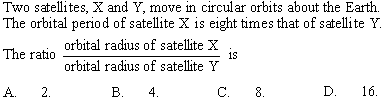 Two satellites, X and Y, move in circular orbits about the Earth.
The orbital period of satellite X is eight times that of satellite Y.
The ratio orbital radius of satellite X / orbital radius of satellite Y is
A. 2. B. 4. C. 8. D. 16.